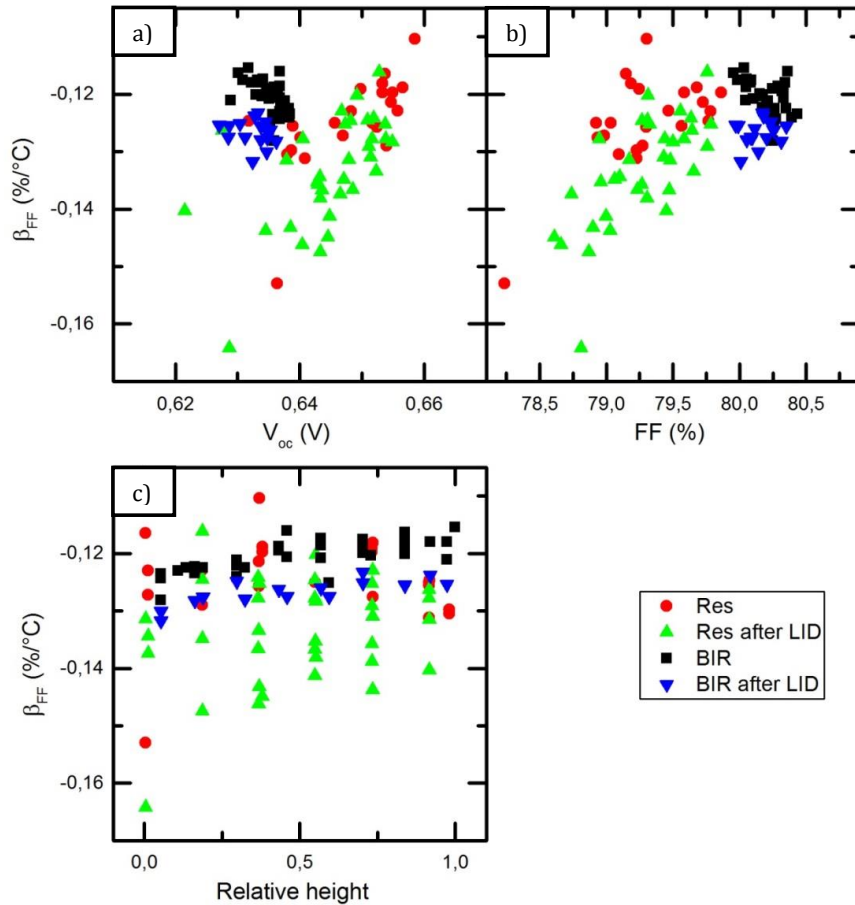 a)
b)
-0,12
-0,14
-0,16
β_FF (%/°C)
0,62
0,64
0,66
V_oc (V)
78,5
79,0
79,5
80,0
80,5
FF (%)
c)
-0,12
-0,14
-0,16
β_FF (%/°C)
0,0
0,5
1,0
Relative height
Res
Res after LID
BIR
BIR after LID